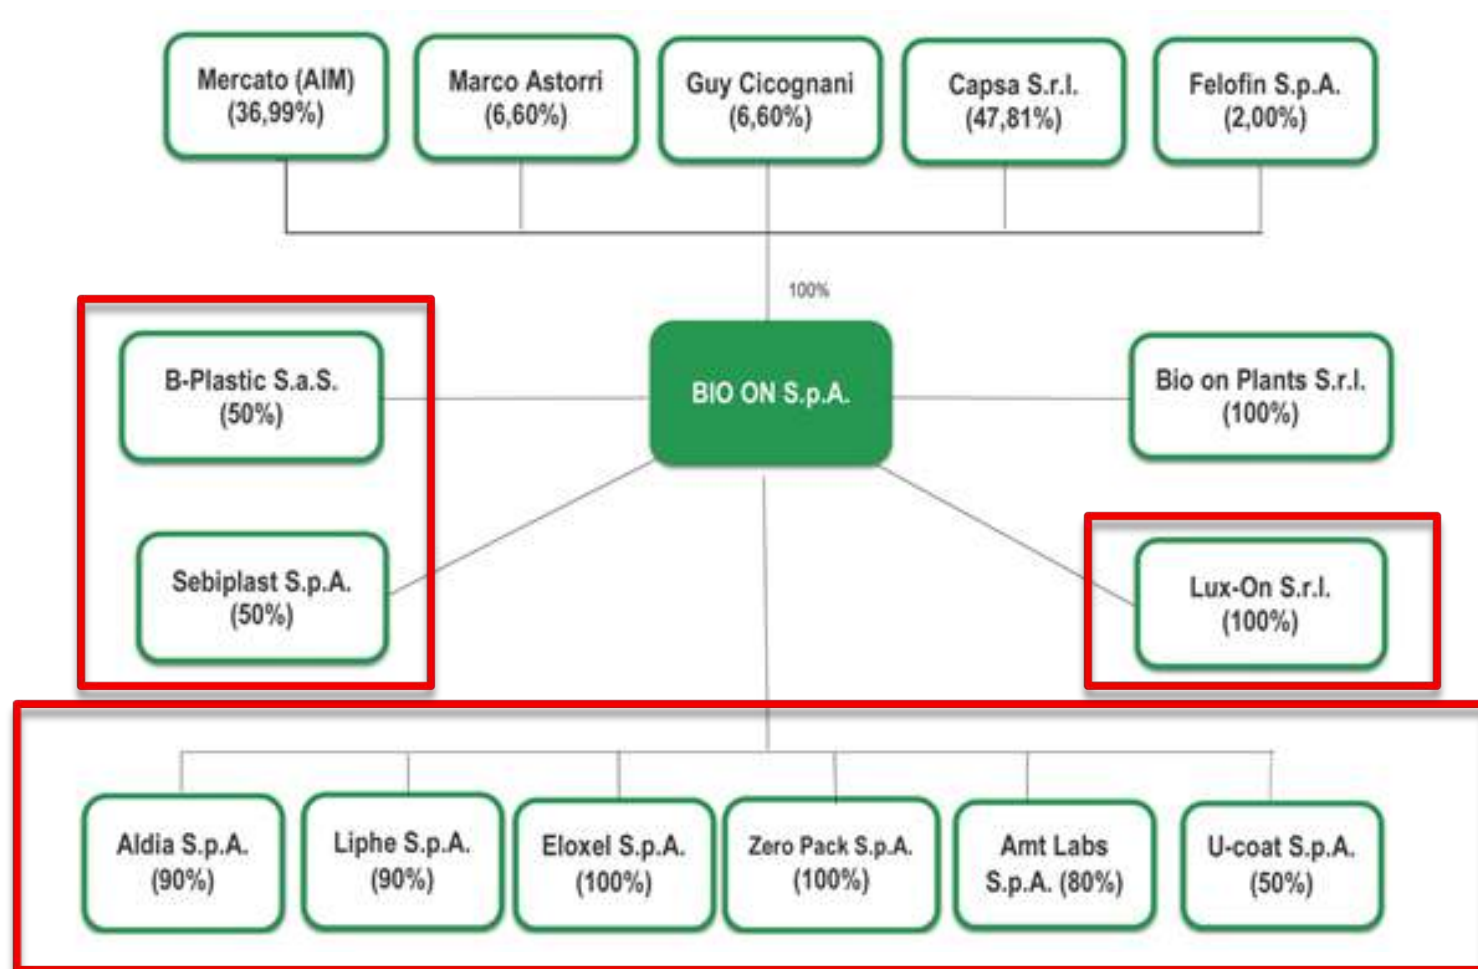 Mercato (AIM)
(36,99%)
Marco Astorri
(6,60%)
Guy Cicognani
(6,60%)
Capsa S.r.l.
(47,81%)
Felofin S.p.A.
(2,00%)
100%
B-Plastic S.a.S.
(50%)
BIO ON S.p.A.
Bio on Plants S.r.l.
(100%)
Sebiplast S.p.A.
(50%)
Lux-On S.r.l.
(100%)
Aldia S.p.A.
(90%)
Liphe S.p.A.
(90%)
Eloxel S.p.A.
(100%)
Zero Pack S.p.A.
(100%)
Amt Labs
S.p.A. (80%)
U-coat S.p.A.
(50%)